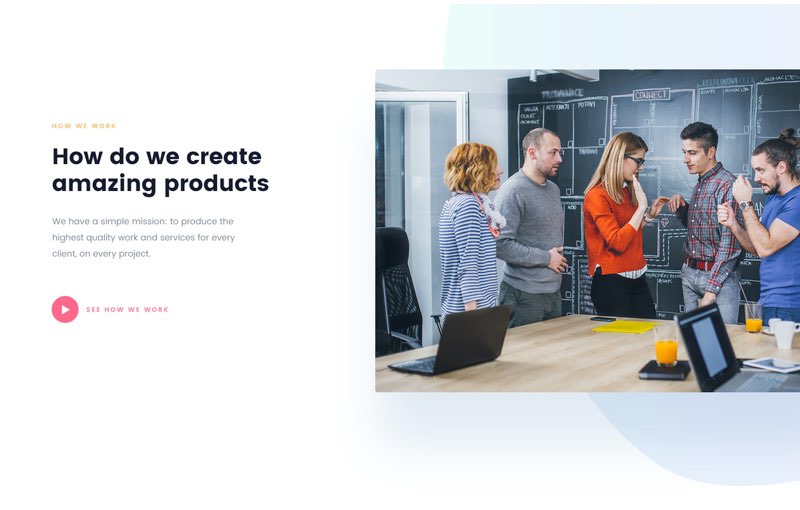 HOW WE WORK
How do we create
amazing products
We have a simple mission: to produce the
highest quality work and services for every
client, on every project.
SEE HOW WE WORK
CONNECT